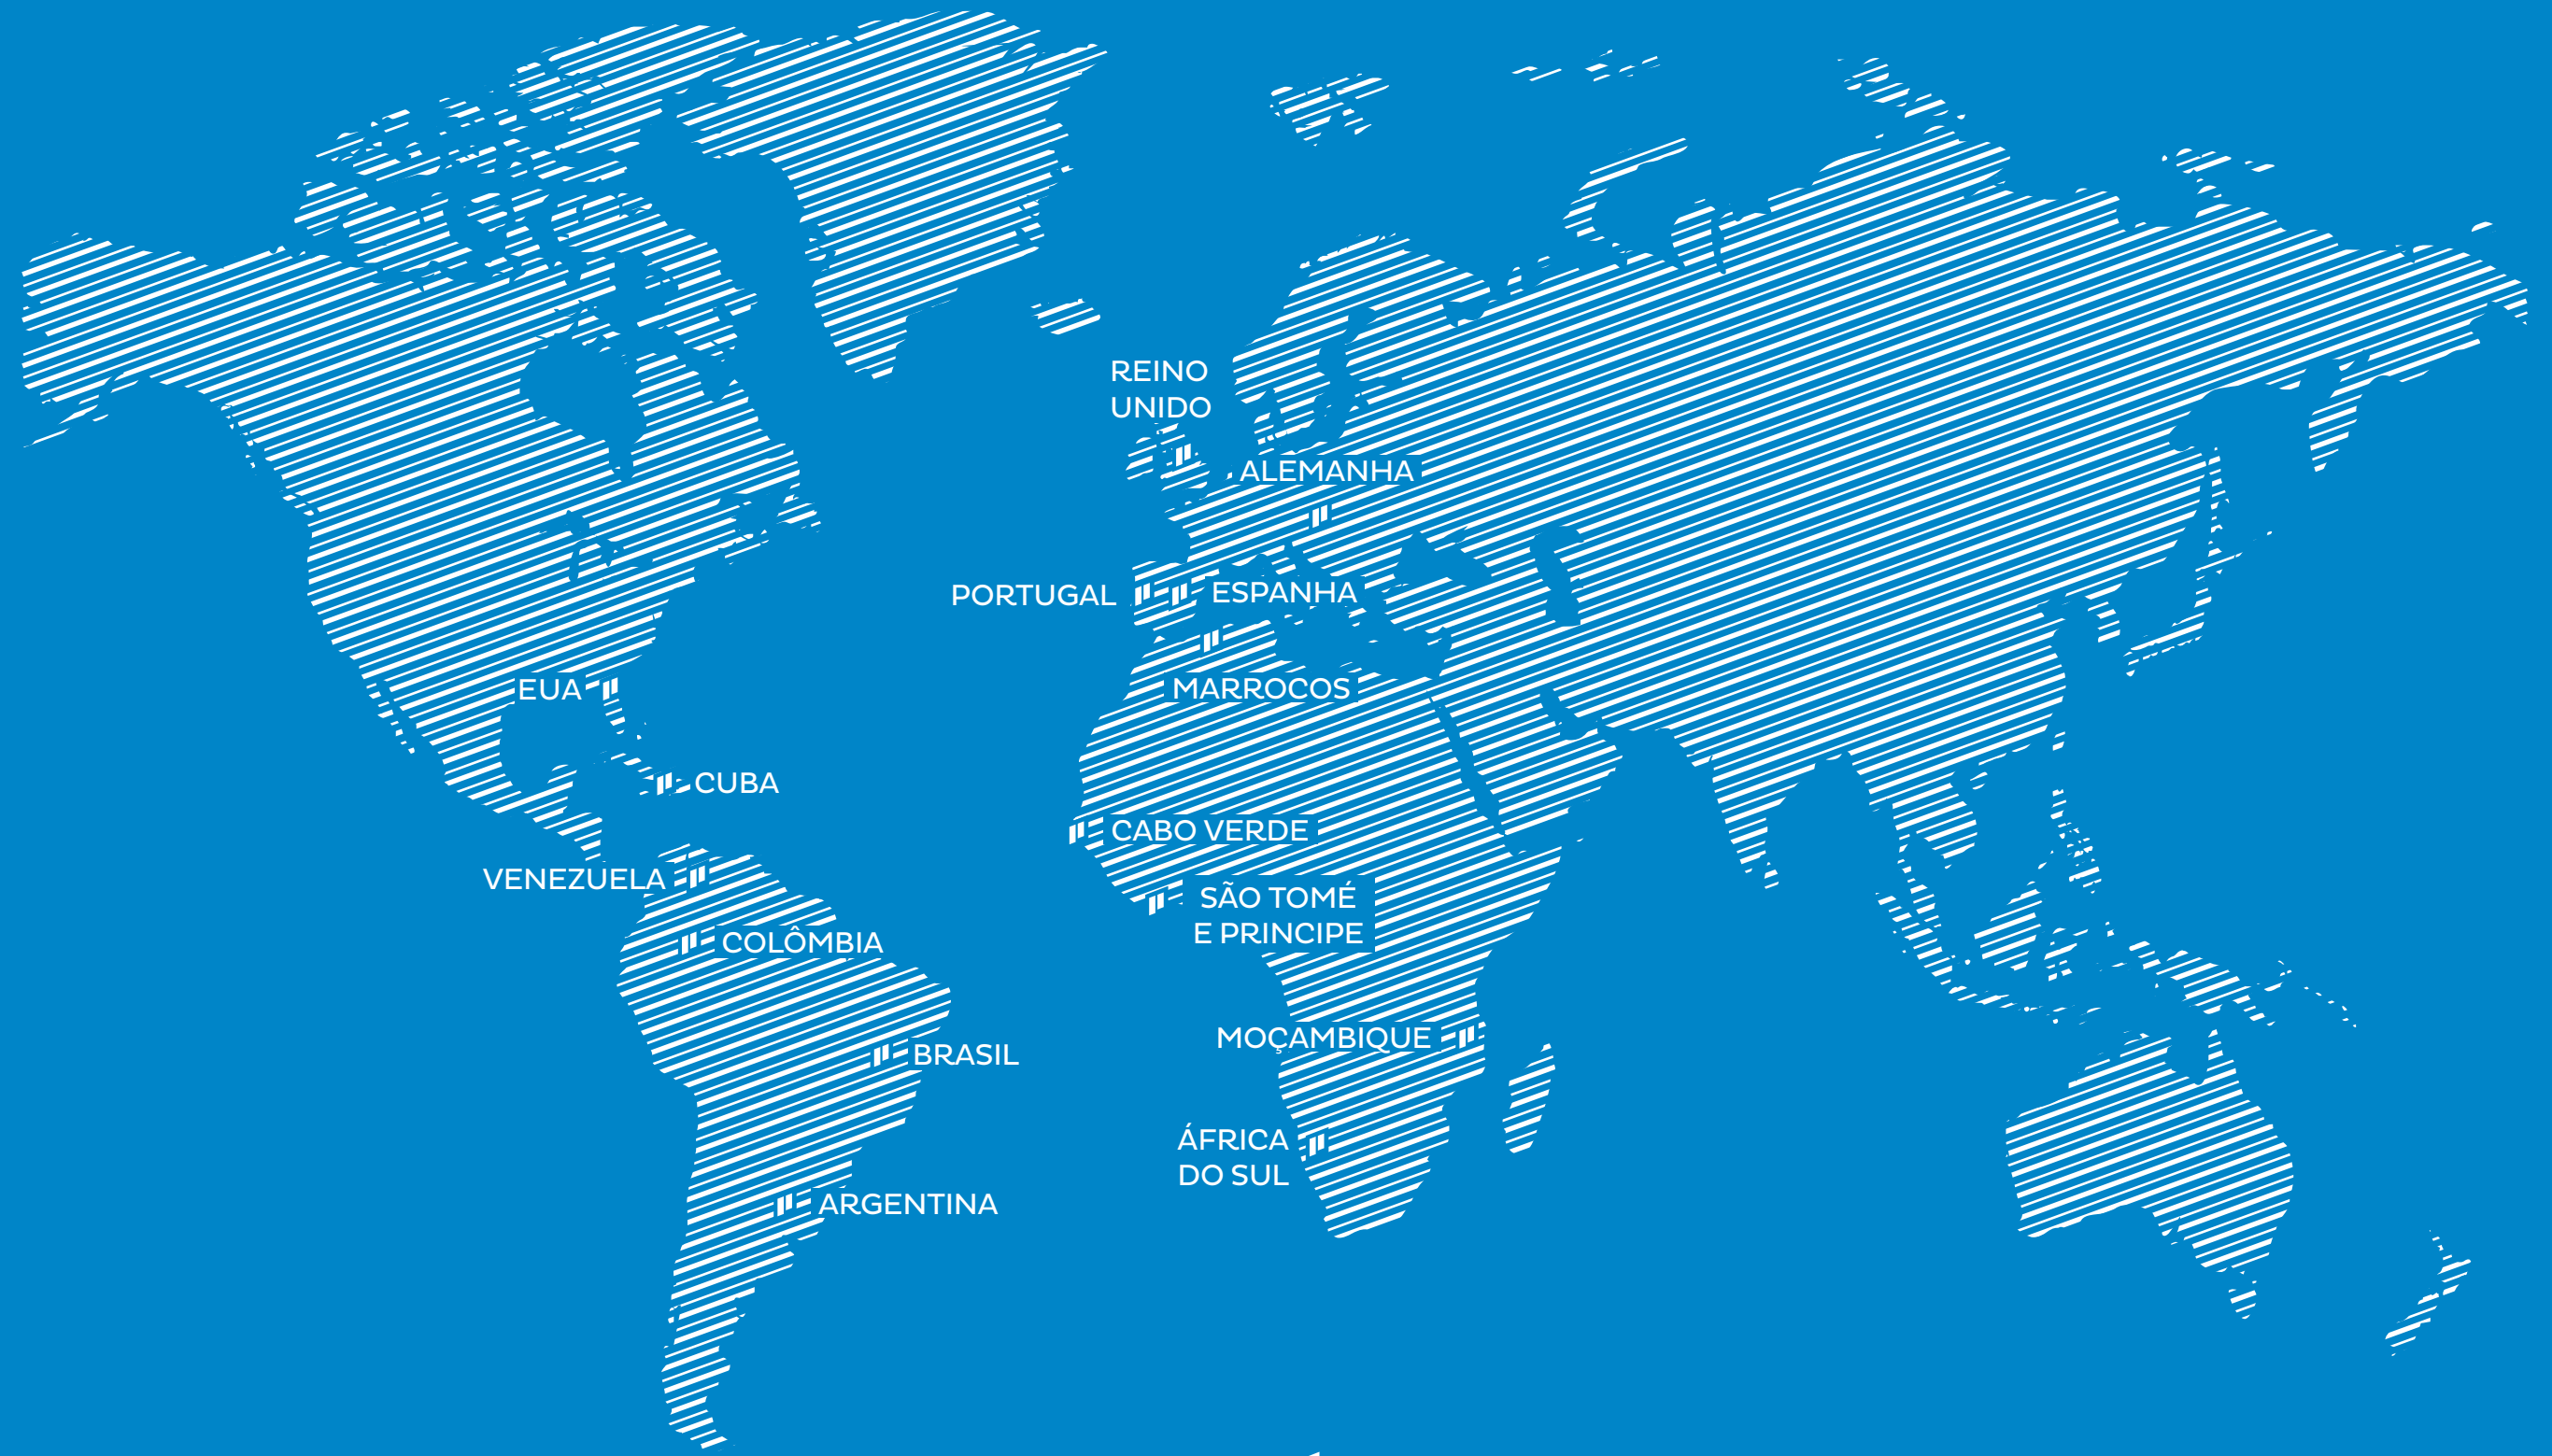 REINO
UNIDO
ALEMANHA
PORTUGAL
ESPANHA
EUA
MARROCOS
CUBA
CABO VERDE
VENEZUELA
SÃO TOMÉ
E PRINCIPE
COLÔMBIA
MOÇAMBIQUE
BRASIL
ÁFRICA
DO SUL
ARGENTINA